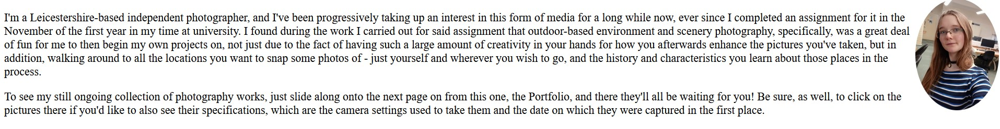 I'm a Leicestershire-based independent photographer, and I've been progressively taking up an interest in this form of media for a long while now, ever since I completed an assignment for it in the
November of the first year in my time at university. I found during the work I carried out for said assignment that outdoor-based environment and scenery photography, specifically, was a great deal
of fun for me to then begin my own projects on, not just due to the fact of having such a large amount of creativity in your hands for how you afterwards enhance the pictures you've taken, but in
addition, walking around to all the locations you want to snap some photos of - just yourself and wherever you wish to go, and the history and characteristics you learn about those places in the
process.
To see my still ongoing collection of photography works, just slide along onto the next page on from this one, the Portfolio, and there they'll all be waiting for you! Be sure, as well, to click on the
pictures there if you'd like to also see their specifications, which are the camera settings used to take them and the date on which they were captured in the first place.